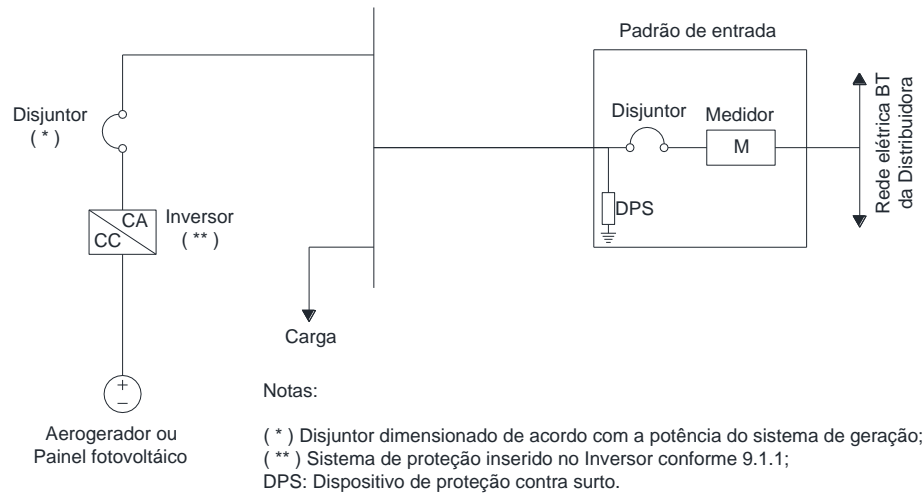 Padrão de entrada
Disjuntor
( * )
Disjuntor
Medidor
M
Rede elétrica BT
da Distribuidora
CA
CC
Inversor
( ** )
DPS
Carga
+
–
Aerogerador ou
Painel fotovoltáico
Notas:
( * ) Disjuntor dimensionado de acordo com a potência do sistema de geração;
( ** ) Sistema de proteção inserido no Inversor conforme 9.1.1;
DPS: Dispositivo de proteção contra surto.